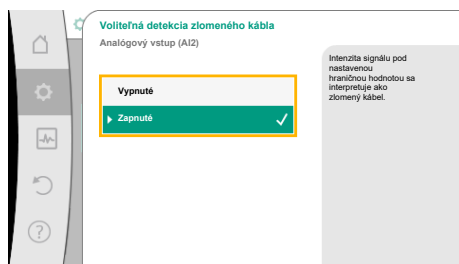 Voliteľná detekcia zlomeného kábla
Analógový vstup (AI2)
Vypnuté
Zapnuté
Intenzita signálu pod
nastavenou
hraničnou hodnotou sa
interpretuje ako
zlomený kábel.